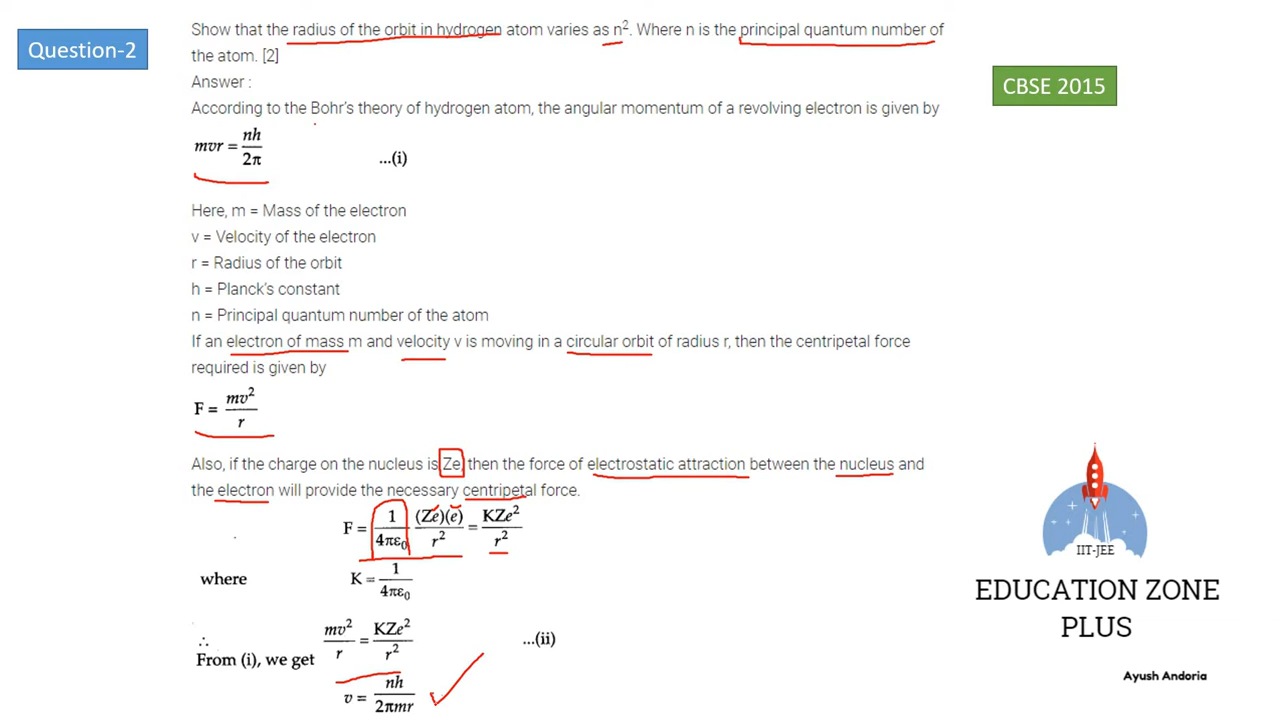 Question-2
Show that the radius of the orbit in hydrogen atom varies as n². Where n is the principal quantum number of
the atom. [2]
CBSE 2015
Answer :
According to the Bohr's theory of hydrogen atom, the angular momentum of a revolving electron is given by
mvr = nh/2π ...(i)
Here, m = Mass of the electron
v = Velocity of the electron
r = Radius of the orbit
h = Planck's constant
n = Principal quantum number of the atom
If an electron of mass m and velocity v is moving in a circular orbit of radius r, then the centripetal force
required is given by
F = mv²/r
Also, if the charge on the nucleus is Ze, then the force of electrostatic attraction between the nucleus and
the electron will provide the necessary centripetal force.
F = 1/4πε₀ (Ze)(e)/r² = KZe²/r²
where K = 1/4πε₀
∴ mv²/r = KZe²/r² ...(ii)
From (i), we get
v = nh/2πmr
IIT-JEE
EDUCATION ZONE
PLUS
Ayush Andoria